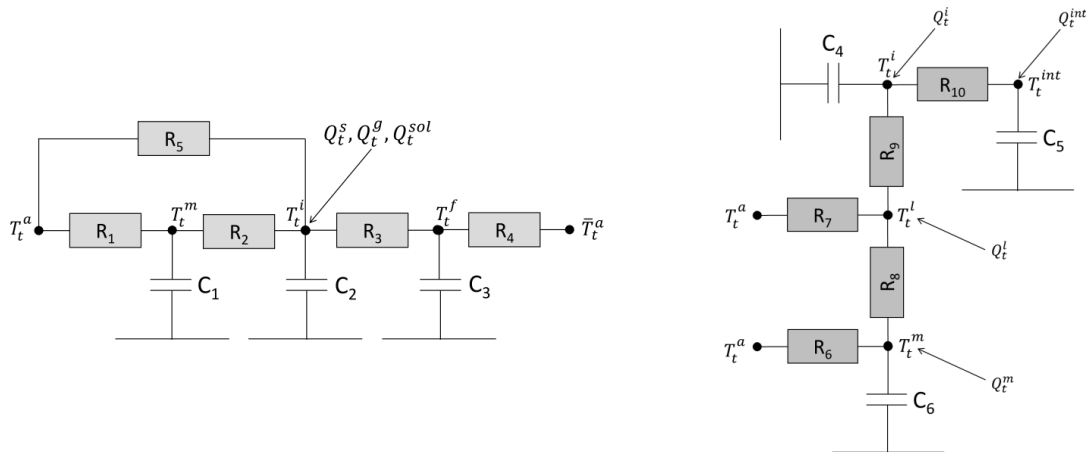 R₅
Q_t^s, Q_t^g, Q_t^sol
T_t^a
R₁
T_t^m
R₂
T_t^i
R₃
T_t^f
R₄
T̄_t^a
C₁
C₂
C₃
Q_t^i
Q_t^int
C₄
T_t^i
R₁₀
T_t^int
C₅
R₉
T_t^a
R₇
T_t^l
Q_t^l
R₈
T_t^a
R₆
T_t^m
Q_t^m
C₆